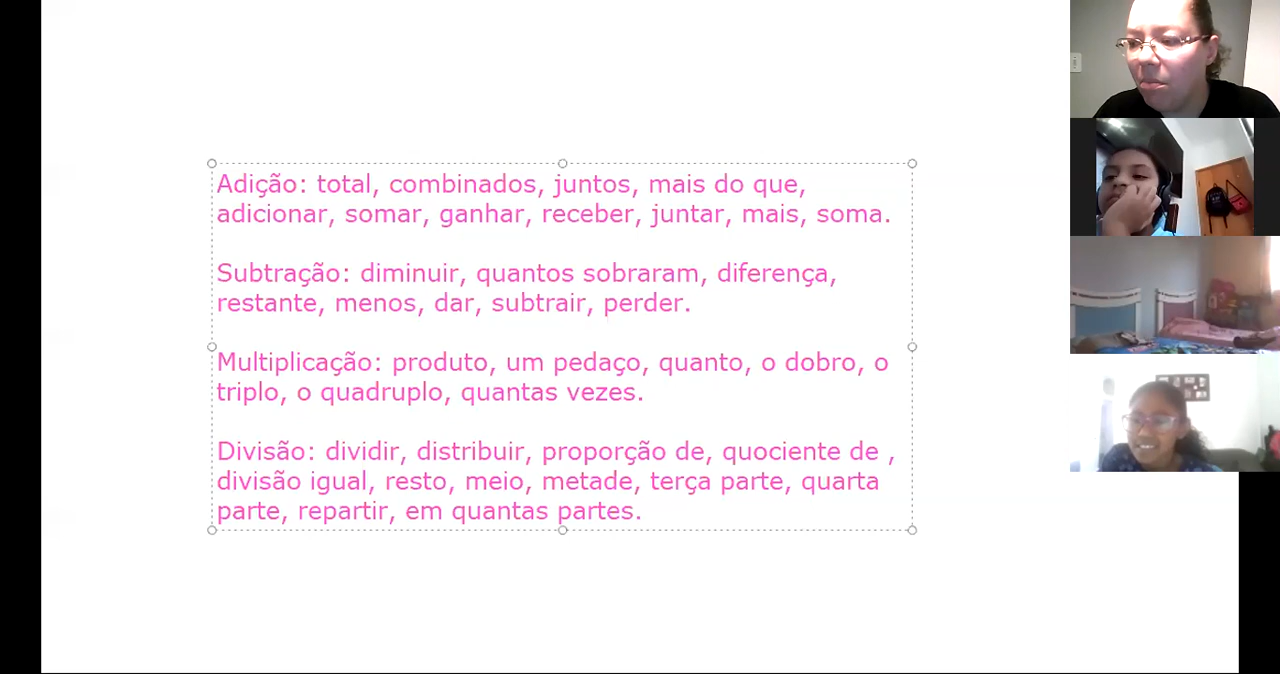 Adição: total, combinados, juntos, mais do que,
adicionar, somar, ganhar, receber, juntar, mais, soma.
Subtração: diminuir, quantos sobraram, diferença,
restante, menos, dar, subtrair, perder.
Multiplicação: produto, um pedaço, quanto, o dobro, o
triplo, o quadruplo, quantas vezes.
Divisão: dividir, distribuir, proporção de, quociente de ,
divisão igual, resto, meio, metade, terça parte, quarta
parte, repartir, em quantas partes.